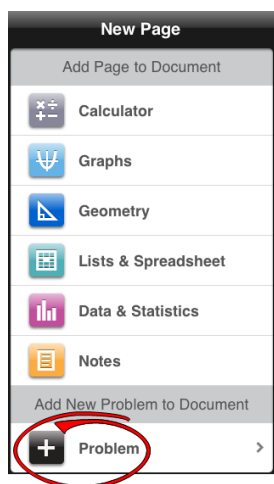 New Page
Add Page to Document
Calculator
Graphs
Geometry
Lists & Spreadsheet
Data & Statistics
Notes
Add New Problem to Document
Problem